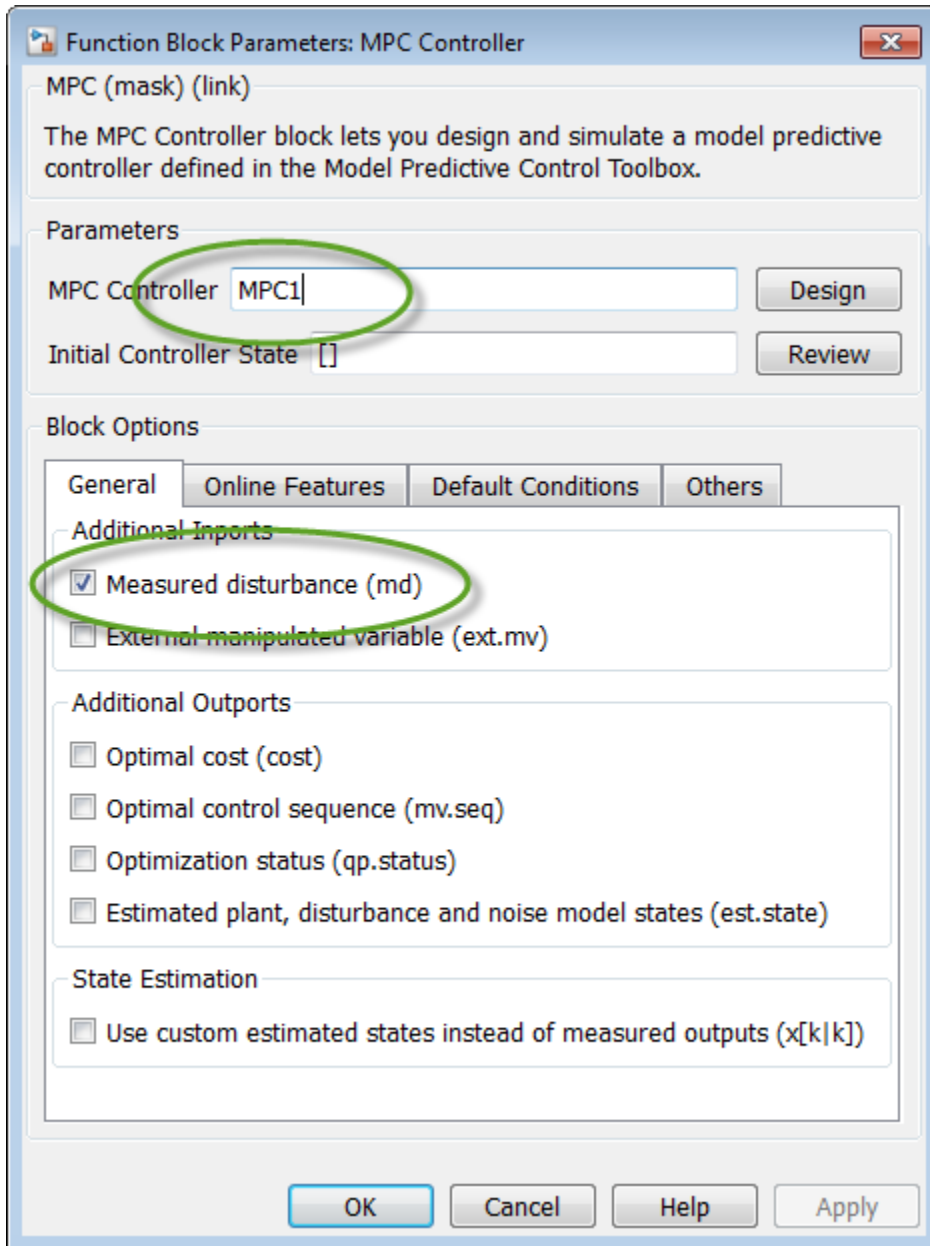 Function Block Parameters: MPC Controller
MPC (mask) (link)
The MPC Controller block lets you design and simulate a model predictive
controller defined in the Model Predictive Control Toolbox.
Parameters
MPC Controller MPC1 Design
Initial Controller State [] Review
Block Options
General Online Features Default Conditions Others
Additional Inports
Measured disturbance (md)
External manipulated variable (ext.mv)
Additional Outports
Optimal cost (cost)
Optimal control sequence (mv.seq)
Optimization status (qp.status)
Estimated plant, disturbance and noise model states (est.state)
State Estimation
Use custom estimated states instead of measured outputs (x[k|k])
OK Cancel Help Apply